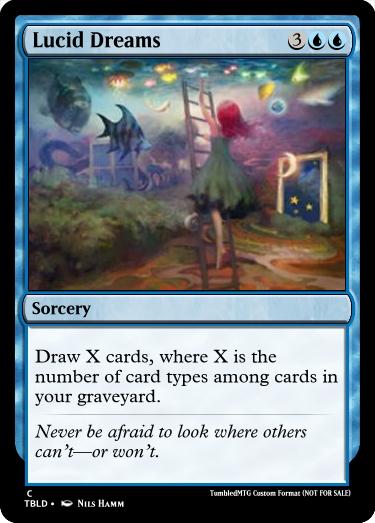 Lucid Dreams 3
Sorcery
Draw X cards, where X is the
number of card types among cards in
your graveyard.
Never be afraid to look where others
can't—or won't.
C
TBLD • Nils Hamm
TumbledMTG Custom Format (NOT FOR SALE)